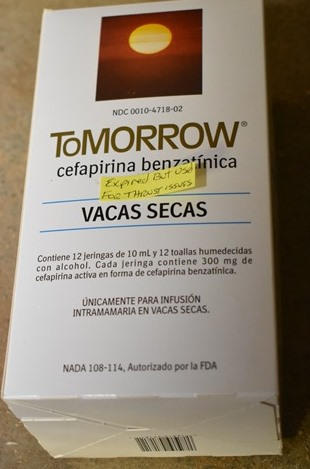 NDC 0010-4718-02
ToMORROW®
cefapirina benzatínica
Expired But Use
For Thrust issues
VACAS SECAS
Contiene 12 jeringas de 10 mL y 12 toallas humedecidas
con alcohol. Cada jeringa contiene 300 mg de
cefapirina activa en forma de cefapirina benzatínica.
ÚNICAMENTE PARA INFUSIÓN
INTRAMAMARIA EN VACAS SECAS.
NADA 108-114, Autorizado por la FDA